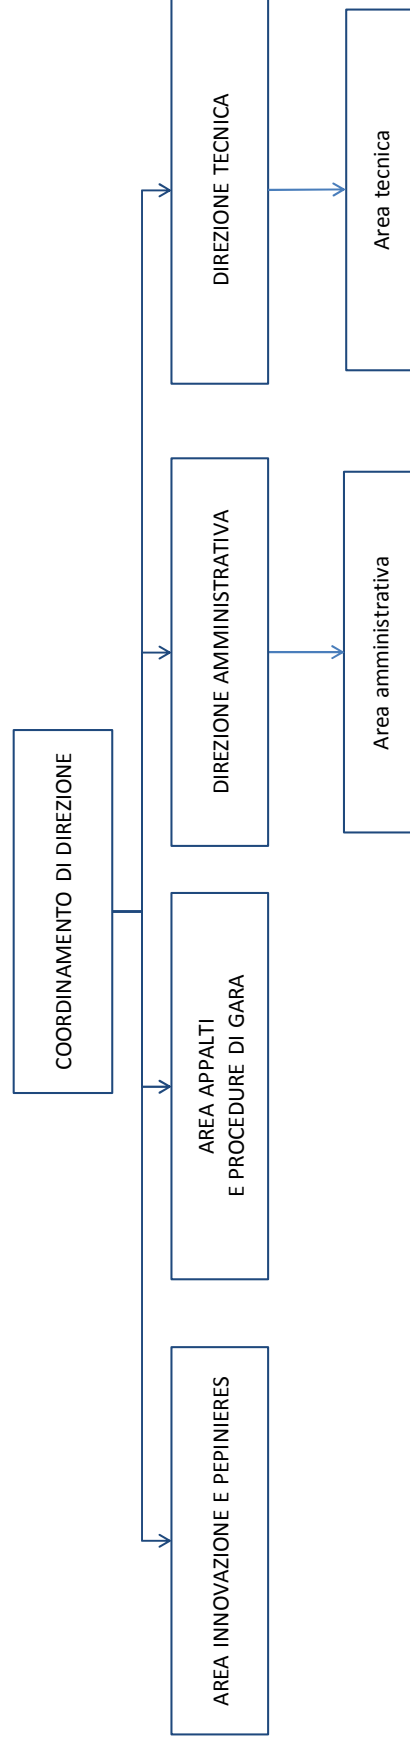 COORDINAMENTO DI DIREZIONE
AREA INNOVAZIONE E PEPINIERES
AREA APPALTI
E PROCEDURE DI GARA
DIREZIONE AMMINISTRATIVA
DIREZIONE TECNICA
Area amministrativa
Area tecnica